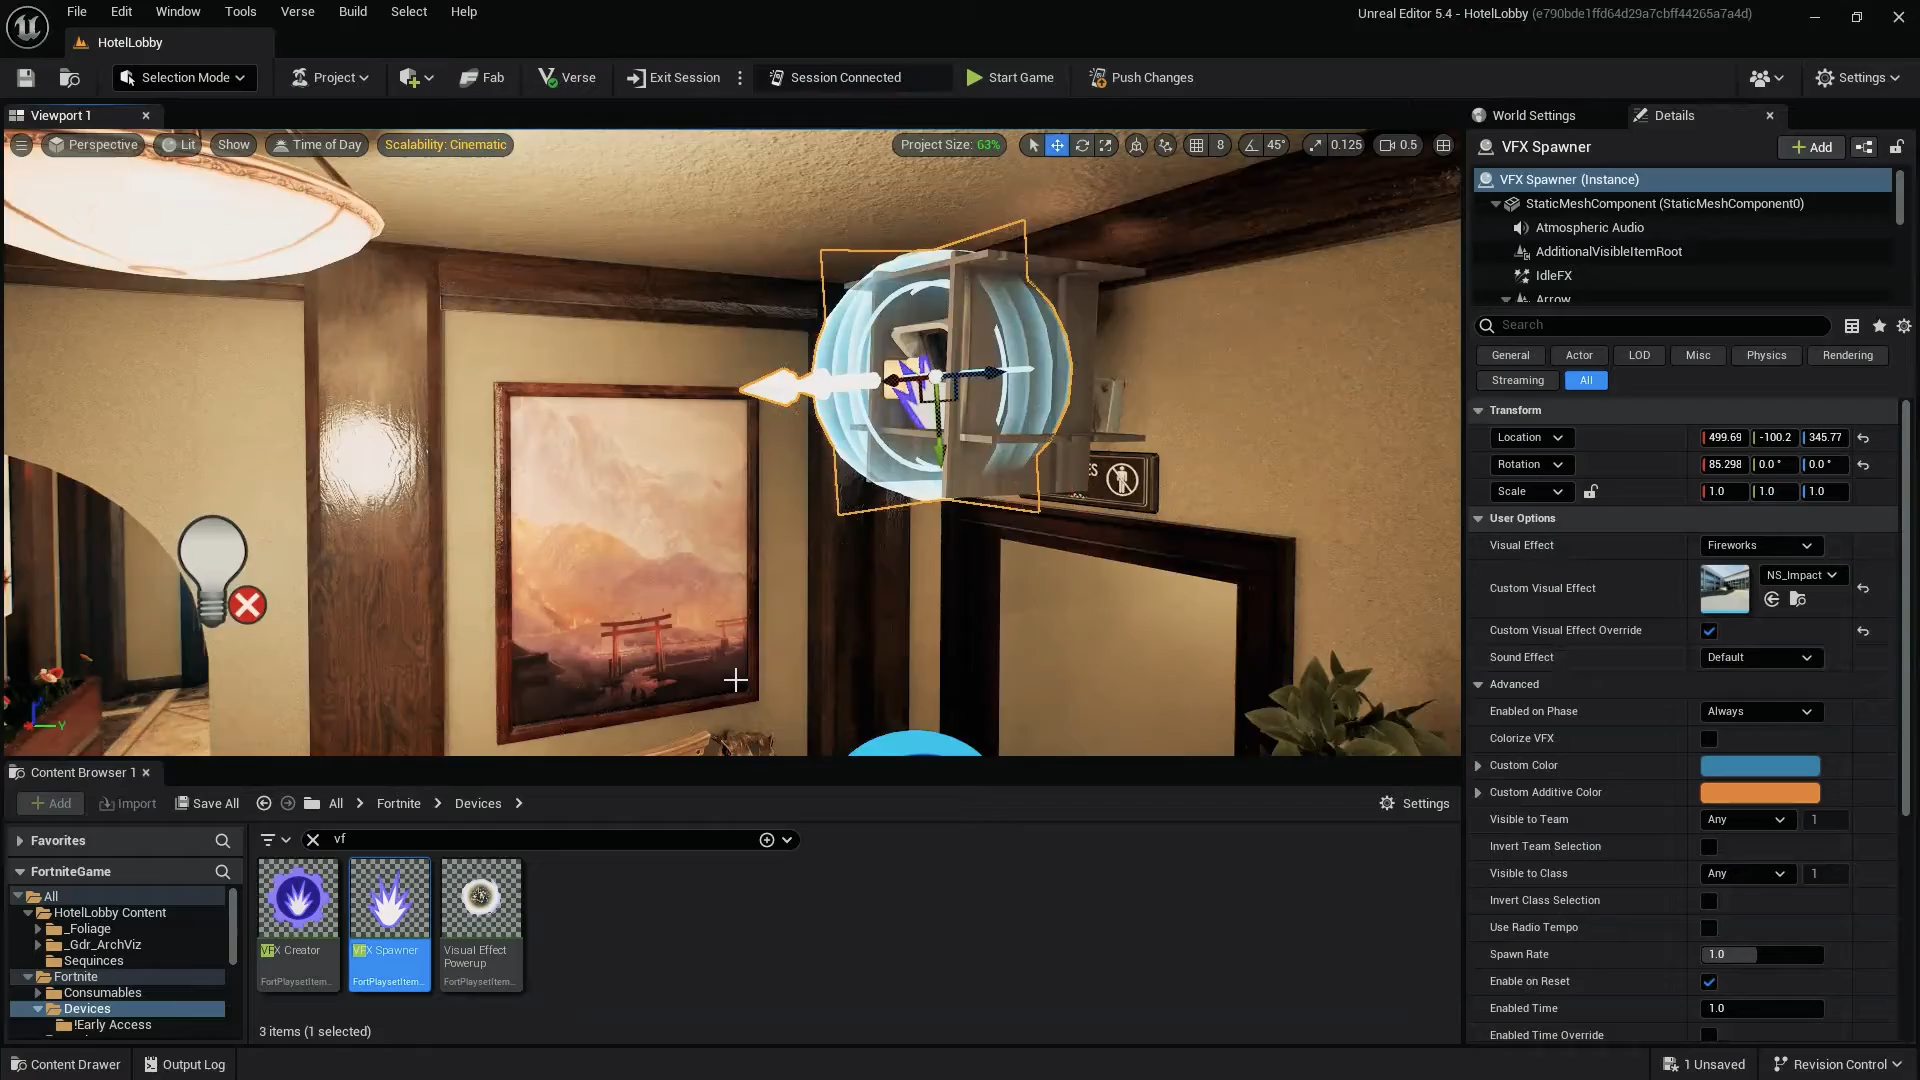 File Edit Window Tools Verse Build Select Help
Unreal Editor 5.4 - HotelLobby (e790bde1ffd64d29a7cbff44265a7a4d)
HotelLobby
Selection Mode Project Fab Verse Exit Session Session Connected Start Game Push Changes Settings
Viewport 1
Perspective Lit Show Time of Day Scalability: Cinematic Project Size: 63% 8 45° 0.125 0.5
ES
Y
World Settings Details
VFX Spawner Add
VFX Spawner (Instance)
StaticMeshComponent (StaticMeshComponent0)
Atmospheric Audio
AdditionalVisibleItemRoot
IdleFX
Arrow
Search
General Actor LOD Misc Physics Rendering
Streaming All
Transform
Location 499.69 -100.2 345.77
Rotation 85.298 0.0 ° 0.0 °
Scale 1.0 1.0 1.0
User Options
Visual Effect Fireworks
Custom Visual Effect NS_Impact
Custom Visual Effect Override
Sound Effect Default
Advanced
Enabled on Phase Always
Colorize VFX
Custom Color
Custom Additive Color
Visible to Team Any 1
Invert Team Selection
Visible to Class Any 1
Invert Class Selection
Use Radio Tempo
Spawn Rate 1.0
Enable on Reset
Enabled Time 1.0
Enabled Time Override
Content Browser 1
Add Import Save All All Fortnite Devices Settings
Favorites
FortniteGame
All
HotelLobby Content
_Foliage
_Gdr_ArchViz
Sequinces
Fortnite
Consumables
Devices
!Early Access
vf
VFX Creator
FortPlaysetItem...
VFX Spawner
FortPlaysetItem...
Visual Effect
Powerup
FortPlaysetItem...
3 items (1 selected)
Content Drawer Output Log 1 Unsaved Revision Control